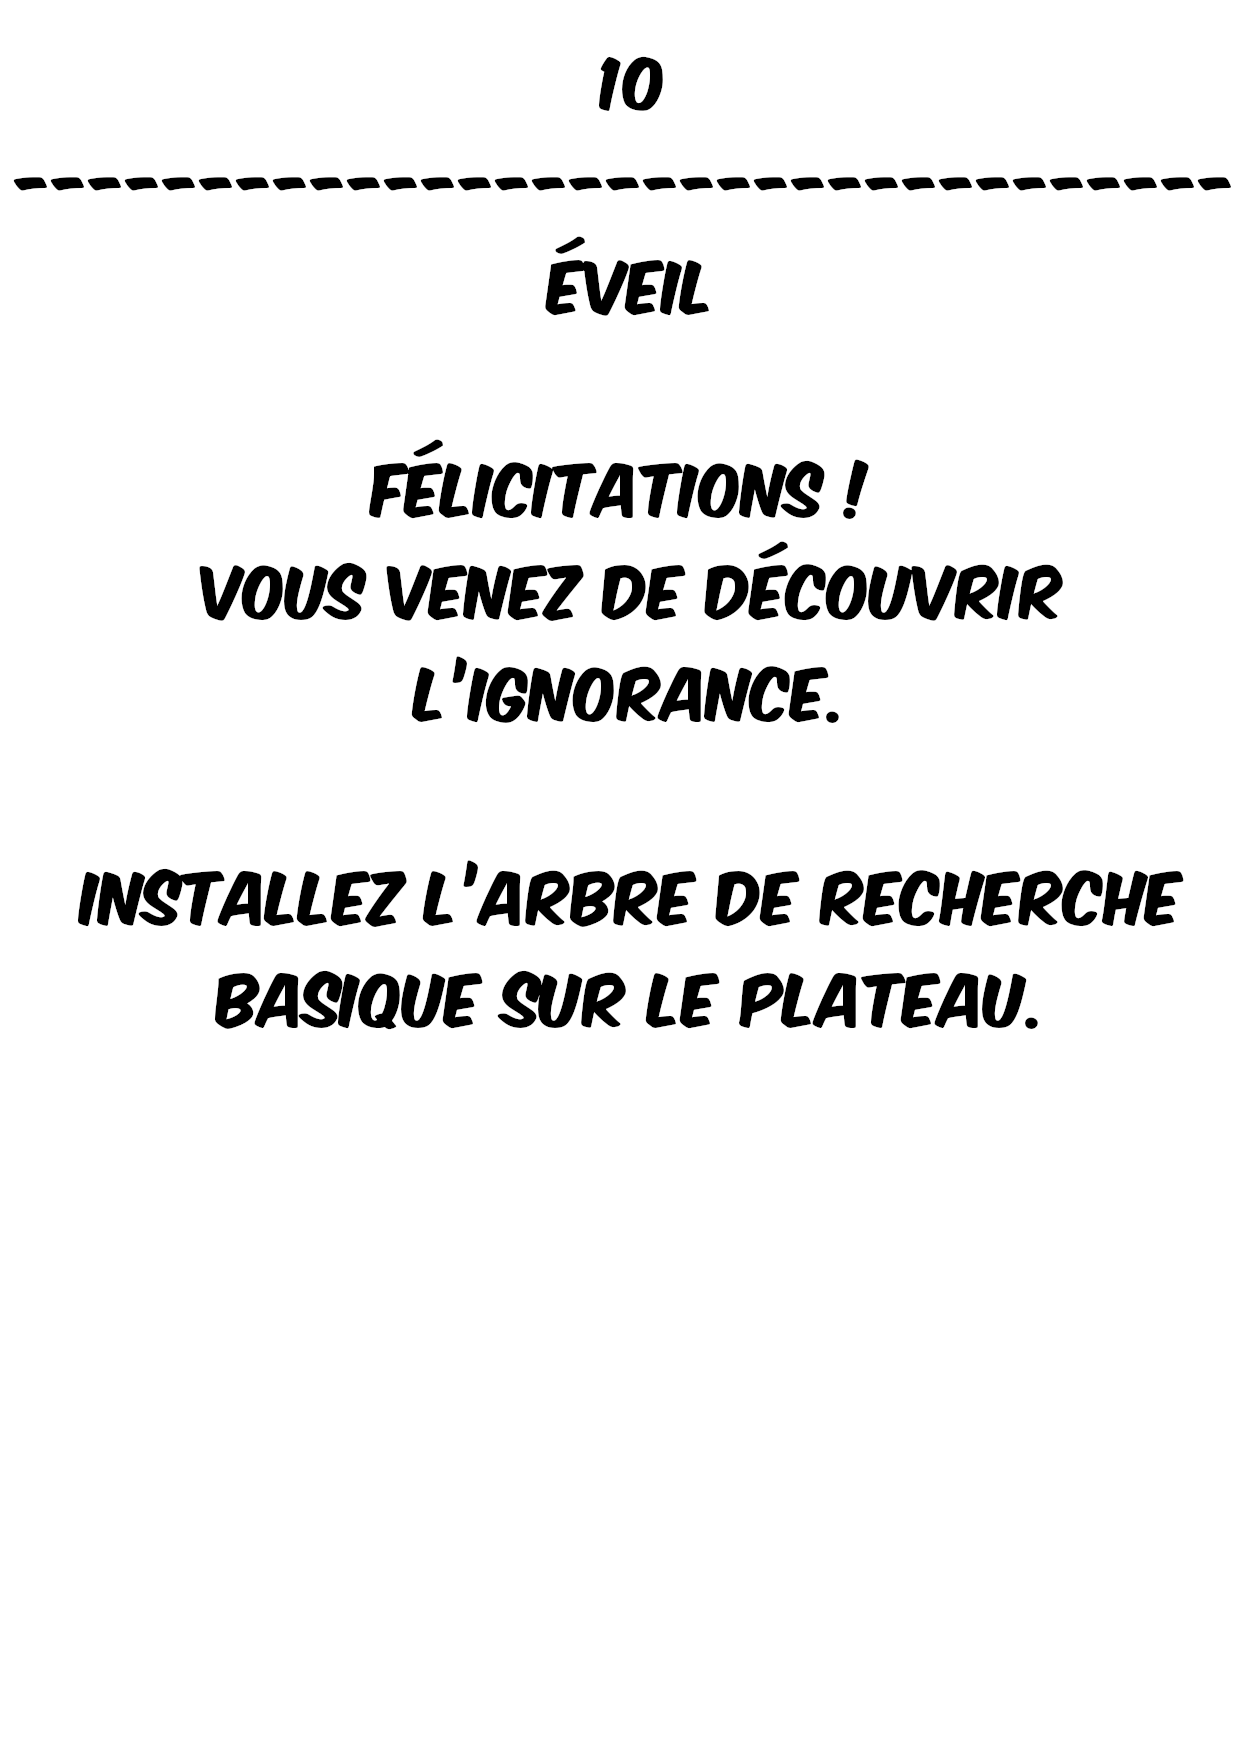 10
---------------------------------
ÉVEIL
FÉLICITATIONS !
VOUS VENEZ DE DÉCOUVRIR
L'IGNORANCE.
INSTALLEZ L'ARBRE DE RECHERCHE
BASIQUE SUR LE PLATEAU.